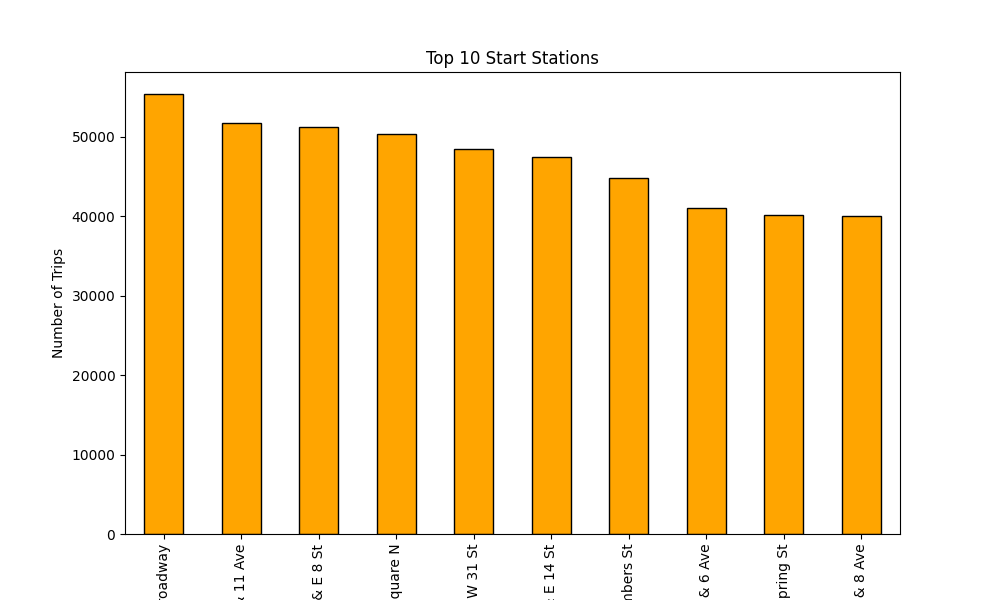 Top 10 Start Stations
Number of Trips
50000
40000
30000
20000
10000
0
roadway
11 Ave
& E 8 St
quare N
W 31 St
E 14 St
mbers St
& 6 Ave
pring St
& 8 Ave